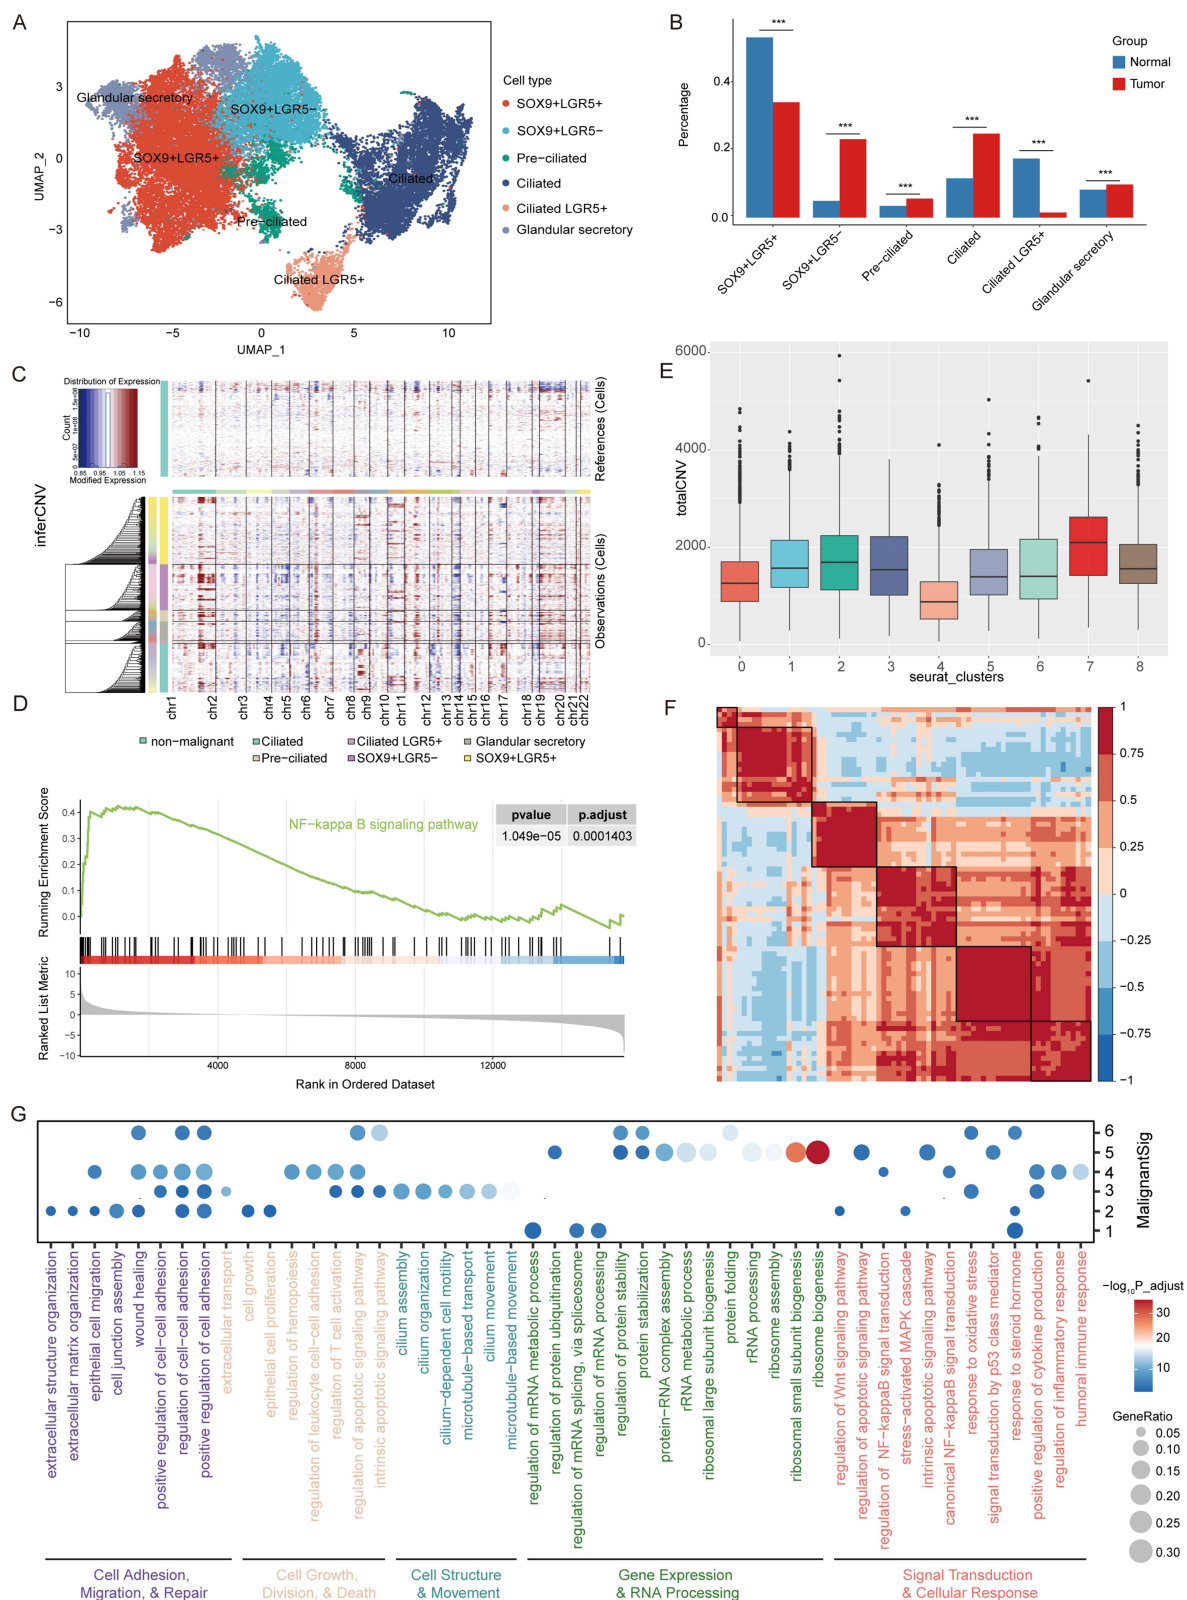 A
3
0
−3
−6
UMAP_2
−10
−5
0
5
10
UMAP_1
Glandular secretory
SOX9+LGR5−
SOX9+LGR5+
Ciliated
Pre−ciliated
Ciliated LGR5+
Cell type
SOX9+LGR5+
SOX9+LGR5−
Pre−ciliated
Ciliated
Ciliated LGR5+
Glandular secretory
B
Percentage
0.4
0.2
0.0
***
***
***
***
***
***
SOX9+LGR5+
SOX9+LGR5−
Pre−ciliated
Ciliated
Ciliated LGR5+
Glandular secretory
Group
Normal
Tumor
C
Distribution of Expression
Count
0 5e+07 1e+08 1.5e+08
0.85 0.95 1.05 1.15
Modified Expression
inferCNV
References (Cells)
Observations (Cells)
chr1
chr2
chr3
chr4
chr5
chr6
chr7
chr8
chr9
chr10
chr11
chr12
chr13
chr14
chr15
chr16
chr17
chr18
chr19
chr20
chr21
chr22
non−malignant
Ciliated
Ciliated LGR5+
Glandular secretory
Pre−ciliated
SOX9+LGR5−
SOX9+LGR5+
E
totalCNV
6000
4000
2000
0
0
1
2
3
4
5
6
7
8
seurat_clusters
D
Running Enrichment Score
0.4
0.3
0.2
0.1
0.0
NF−kappa B signaling pathway
pvalue p.adjust
1.049e−05 0.0001403
Ranked List Metric
10
5
0
−5
−10
4000
8000
12000
Rank in Ordered Dataset
F
1
0.75
0.5
0.25
0
−0.25
−0.5
−0.75
−1
G
6
5
4
3
2
1
MalignantSig
extracellular structure organization
extracellular matrix organization
epithelial cell migration
cell junction assembly
wound healing
positive regulation of cell−cell adhesion
regulation of cell−cell adhesion
positive regulation of cell adhesion
extracellular transport
cell growth
epithelial cell proliferation
regulation of hemopoiesis
regulation of leukocyte cell−cell adhesion
regulation of T cell activation
regulation of apoptotic signaling pathway
intrinsic apoptotic signaling pathway
cilium assembly
cilium organization
cilium−dependent cell motility
microtubule−based transport
cilium movement
microtubule−based movement
regulation of mRNA metabolic process
regulation of protein ubiquitination
regulation of mRNA splicing, via spliceosome
regulation of mRNA processing
regulation of protein stability
protein stabilization
protein−RNA complex assembly
rRNA metabolic process
ribosomal large subunit biogenesis
protein folding
rRNA processing
ribosome assembly
ribosomal small subunit biogenesis
ribosome biogenesis
regulation of Wnt signaling pathway
regulation of apoptotic signaling pathway
regulation of NF−kappaB signal transduction
stress−activated MAPK cascade
intrinsic apoptotic signaling pathway
canonical NF−kappaB signal transduction
response to oxidative stress
signal transduction by p53 class mediator
response to steroid hormone
positive regulation of cytokine production
regulation of inflammatory response
humoral immune response
Cell Adhesion,
Migration, & Repair
Cell Growth,
Division, & Death
Cell Structure
& Movement
Gene Expression
& RNA Processing
Signal Transduction
& Cellular Response
−log10P_adjust
30
20
10
GeneRatio
0.05
0.10
0.15
0.20
0.25
0.30